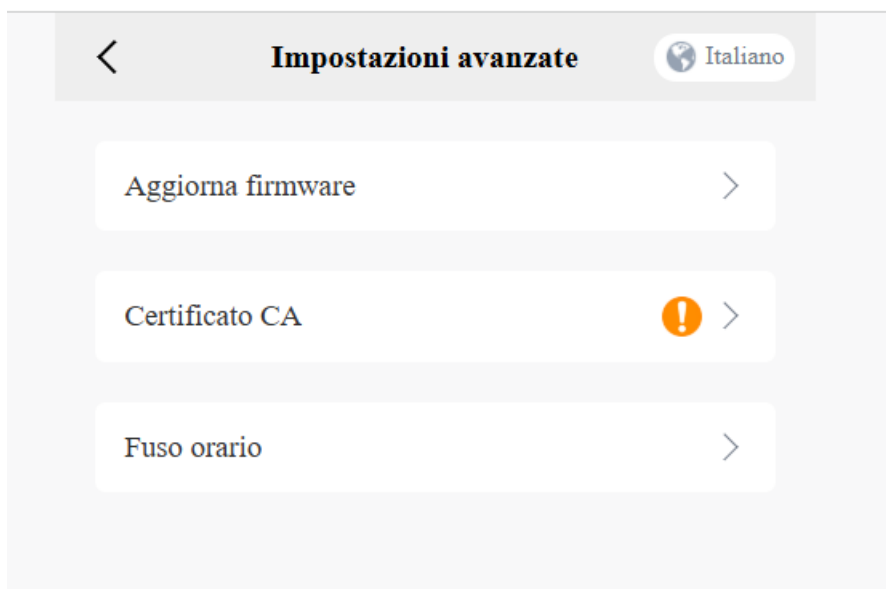 Impostazioni avanzate
Italiano
Aggiorna firmware
Certificato CA
Fuso orario